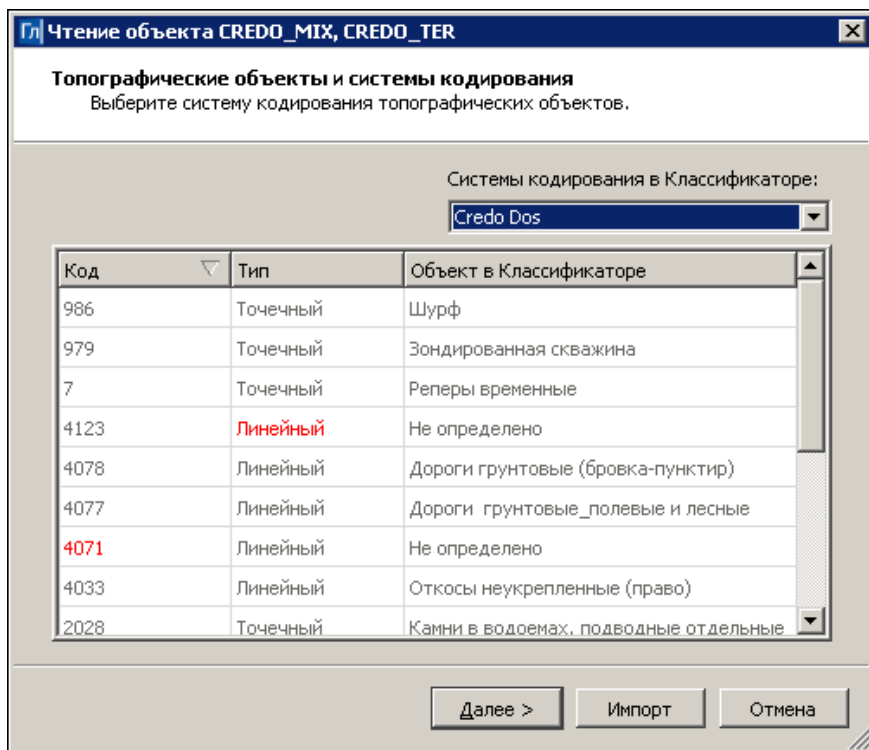 Гл Чтение объекта CREDO_MIX, CREDO_TER
Топографические объекты и системы кодирования
Выберите систему кодирования топографических объектов.
Системы кодирования в Классификаторе:
Credo Dos
Код Тип Объект в Классификаторе
986 Точечный Шурф
979 Точечный Зондированная скважина
7 Точечный Реперы временные
4123 Линейный Не определено
4078 Линейный Дороги грунтовые (бровка-пунктир)
4077 Линейный Дороги грунтовые_полевые и лесные
4071 Линейный Не определено
4033 Линейный Откосы неукрепленные (право)
2028 Точечный Камни в водоемах, подводные отдельные
Далее > Импорт Отмена